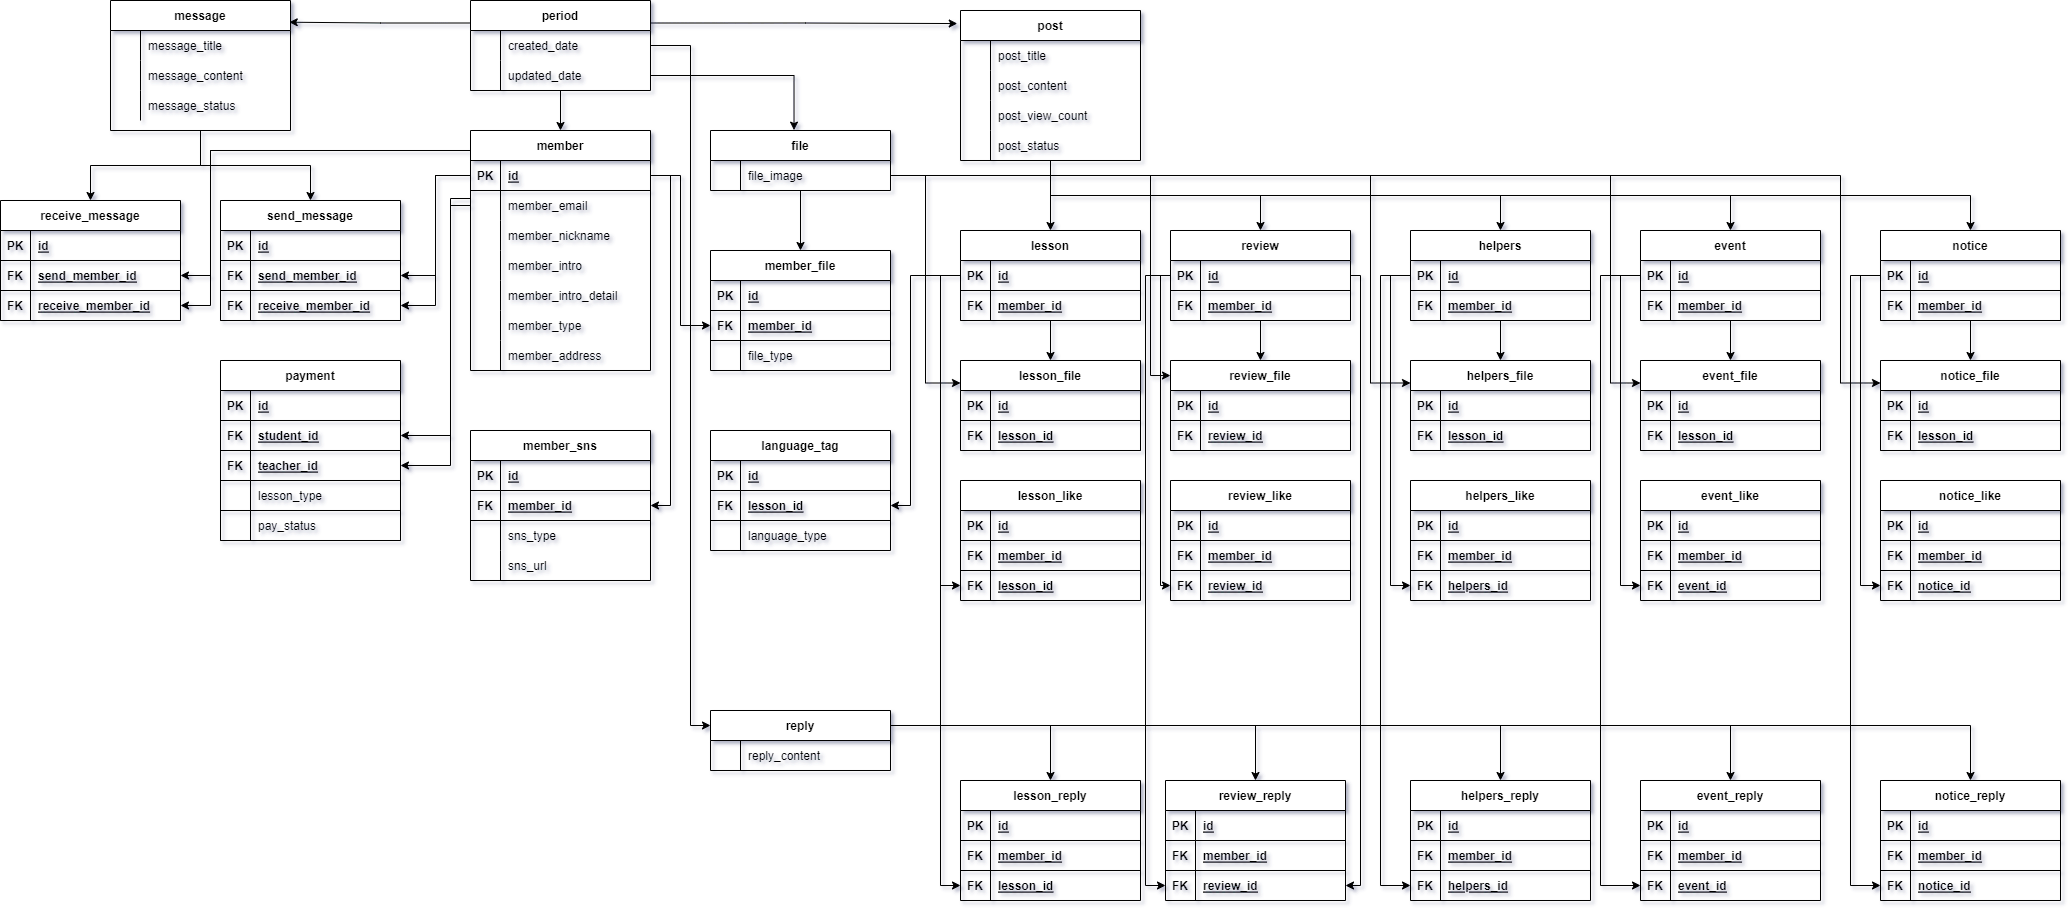 message
message_title
message_content
message_status
period
created_date
updated_date
post
post_title
post_content
post_view_count
post_status
member
PK id
member_email
member_nickname
member_intro
member_intro_detail
member_type
member_address
file
file_image
receive_message
PK id
FK send_member_id
FK receive_member_id
send_message
PK id
FK send_member_id
FK receive_member_id
member_file
PK id
FK member_id
file_type
lesson
PK id
FK member_id
review
PK id
FK member_id
helpers
PK id
FK member_id
event
PK id
FK member_id
notice
PK id
FK member_id
payment
PK id
FK student_id
FK teacher_id
lesson_type
pay_status
member_sns
PK id
FK member_id
sns_type
sns_url
language_tag
PK id
FK lesson_id
language_type
lesson_file
PK id
FK lesson_id
review_file
PK id
FK review_id
helpers_file
PK id
FK lesson_id
event_file
PK id
FK lesson_id
notice_file
PK id
FK lesson_id
lesson_like
PK id
FK member_id
FK lesson_id
review_like
PK id
FK member_id
FK review_id
helpers_like
PK id
FK member_id
FK helpers_id
event_like
PK id
FK member_id
FK event_id
notice_like
PK id
FK member_id
FK notice_id
reply
reply_content
lesson_reply
PK id
FK member_id
FK lesson_id
review_reply
PK id
FK member_id
FK review_id
helpers_reply
PK id
FK member_id
FK helpers_id
event_reply
PK id
FK member_id
FK event_id
notice_reply
PK id
FK member_id
FK notice_id